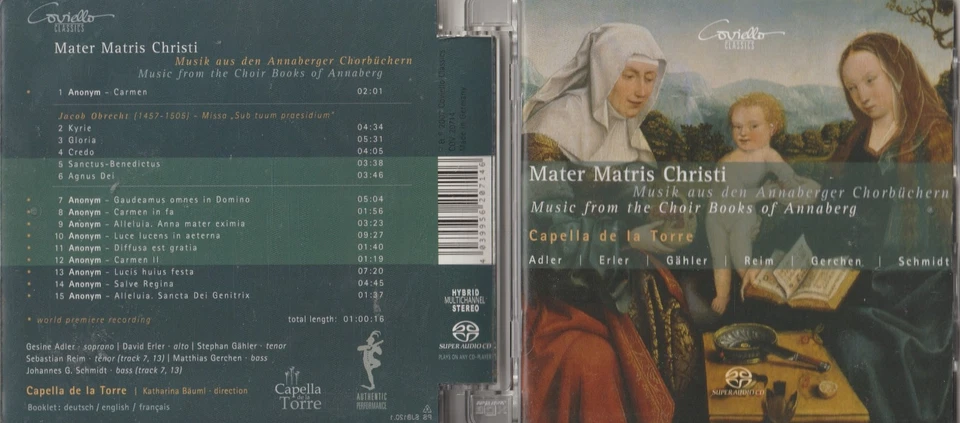 Coviello
CLASSICS
Mater Matris Christi
Musik aus den Annaberger Chorbüchern
Music from the Choir Books of Annaberg
• 1 Anonym – Carmen 02:01
Jacob Obrecht (1457–1505) – Missa „Sub tuum praesidium"
2 Kyrie 04:34
3 Gloria 05:31
4 Credo 04:05
5 Sanctus–Benedictus 03:38
6 Agnus Dei 03:46
• 7 Anonym – Gaudeamus omnes in Domino 05:04
• 8 Anonym – Carmen in fa 01:56
• 9 Anonym – Alleluia. Anna mater eximia 03:23
• 10 Anonym – Luce lucens in aeterna 09:27
• 11 Anonym – Diffusa est gratia 01:40
• 12 Anonym – Carmen II 01:19
• 13 Anonym – Lucis huius festa 07:20
• 14 Anonym – Salve Regina 04:45
• 15 Anonym – Alleluia. Sancta Dei Genitrix 01:37
• world premiere recording total length: 01:00:16
Gesine Adler · soprano | David Erler · alto | Stephan Gähler · tenor
Sebastian Reim · tenor (track 7, 13) | Matthias Gerchen · bass
Johannes G. Schmidt · bass (track 7, 13)
Capella de la Torre | Katharina Bäuml · direction
Booklet: deutsch / english / français
Capella
de la
Torre
AUTHENTIC
PERFORMANCE
4 039956 207146
HYBRID
MULTICHANNEL
STEREO
SUPER AUDIO CD
PLAYS ON ANY CD-PLAYER
Coviello
CLASSICS
Mater Matris Christi
Musik aus den Annaberger Chorbüchern
Music from the Choir Books of Annaberg
Capella de la Torre
Adler | Erler | Gähler | Reim | Gerchen | Schmidt
SUPER AUDIO CD